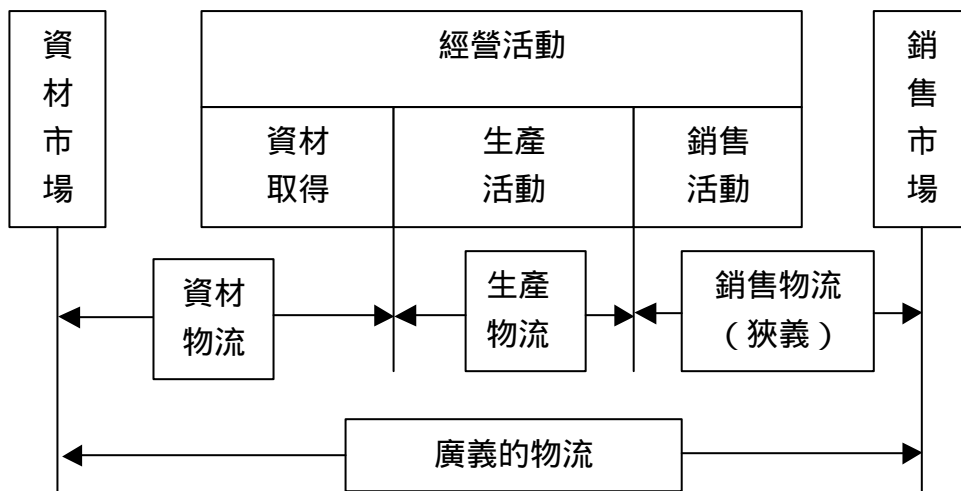 資
材
市
場
經營活動
資材
取得
生產
活動
銷售
活動
銷
售
市
場
資材
物流
生產
物流
銷售物流
（狹義）
廣義的物流